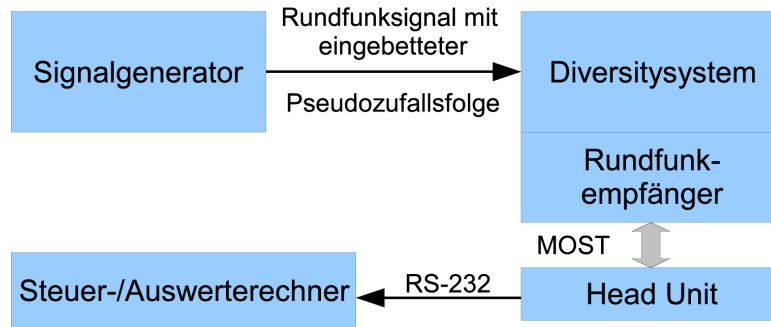 Signalgenerator
Rundfunksignal mit
eingebetteter
Pseudozufallsfolge
Diversitysystem
Rundfunk-
empfänger
MOST
Head Unit
RS-232
Steuer-/Auswerterechner